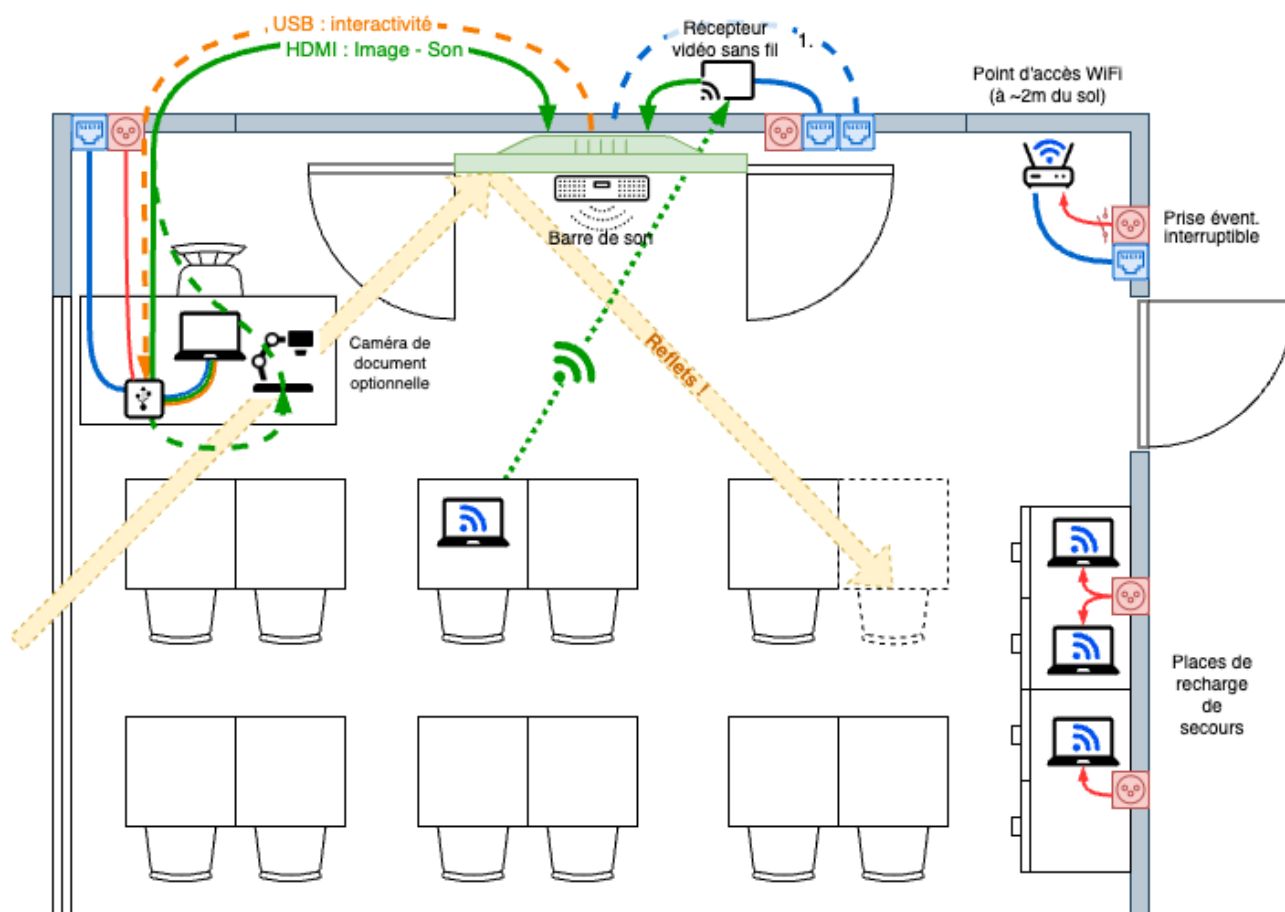 USB : interactivité
HDMI : Image - Son
Récepteur
vidéo sans fil
1.
Point d'accès WiFi
(à ~2m du sol)
Prise évent.
interruptible
Barre de son
Caméra de
document
optionnelle
Reflets !
Places de
recharge
de
secours